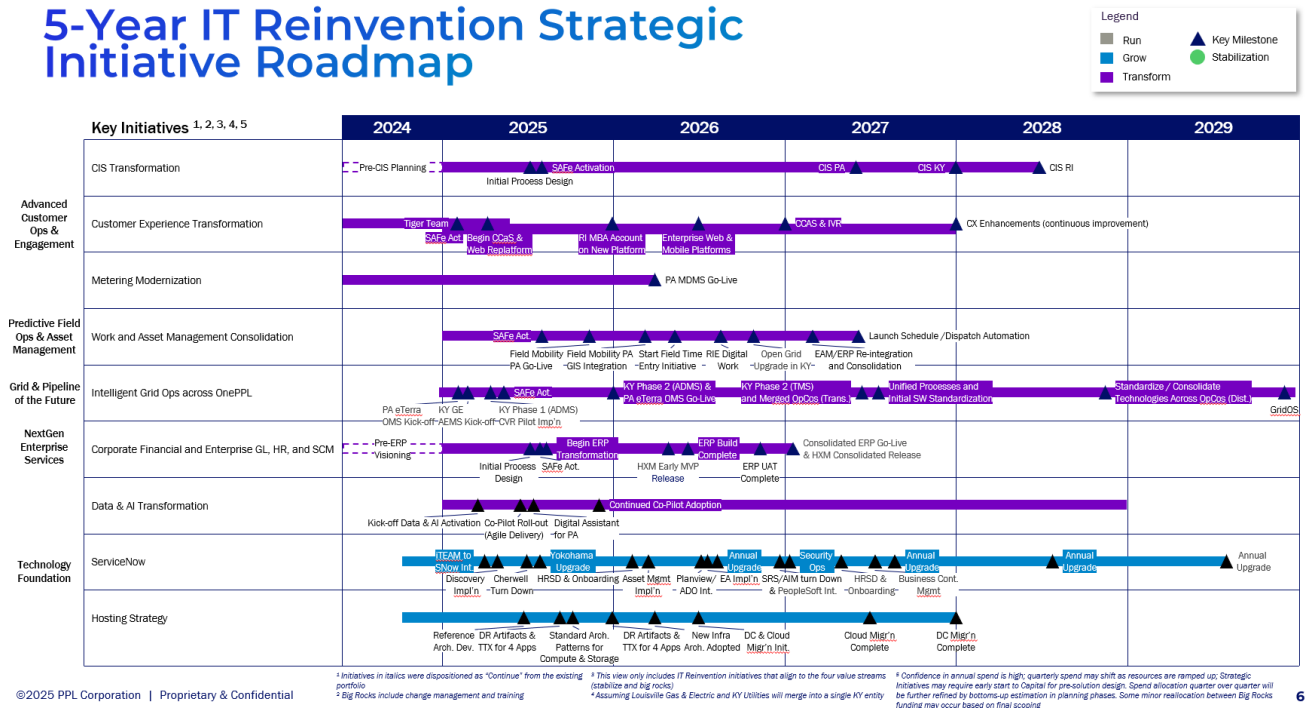 5-Year IT Reinvention Strategic
Initiative Roadmap
Legend
Run
Grow
Transform
Key Milestone
Stabilization
Key Initiatives 1, 2, 3, 4, 5
2024
2025
2026
2027
2028
2029
Advanced
Customer
Ops &
Engagement
CIS Transformation
Pre-CIS Planning
SAFe Activation
Initial Process Design
CIS PA
CIS KY
CIS RI
Customer Experience Transformation
Tiger Team
SAFe Act.
Begin CCaS &
Web Replatform
RI MBA Account
on New Platform
Enterprise Web &
Mobile Platforms
CCAS & IVR
CX Enhancements (continuous improvement)
Metering Modernization
PA MDMS Go-Live
Predictive Field
Ops & Asset
Management
Work and Asset Management Consolidation
SAFe Act.
Launch Schedule /Dispatch Automation
Field Mobility
PA Go-Live
Field Mobility PA
GIS Integration
Start Field Time
Entry Initiative
RIE Digital
Work
Open Grid
Upgrade in KY
EAM/ERP Re-integration
and Consolidation
Grid & Pipeline
of the Future
Intelligent Grid Ops across OnePPL
SAFe Act.
KY Phase 2 (ADMS) &
PA eTerra OMS Go-Live
KY Phase 2 (TMS)
and Merged OpCos (Trans.)
Unified Processes and
Initial SW Standardization
Standardize / Consolidate
Technologies Across OpCos (Dist.)
PA eTerra
OMS Kick-off
KY GE
AEMS Kick-off
KY Phase 1 (ADMS)
CVR Pilot Imp'n
GridOS
NextGen
Enterprise
Services
Corporate Financial and Enterprise GL, HR, and SCM
Pre-ERP
Visioning
Begin ERP
Transformation
ERP Build
Complete
Consolidated ERP Go-Live
& HXM Consolidated Release
Initial Process
Design
SAFe Act.
HXM Early MVP
Release
ERP UAT
Complete
Technology
Foundation
Data & AI Transformation
Continued Co-Pilot Adoption
Kick-off Data & AI Activation
Co-Pilot Roll-out
(Agile Delivery)
Digital Assistant
for PA
ServiceNow
iTEAM to
SNow Int.
Yokohama
Upgrade
Annual
Upgrade
Security
Ops
Annual
Upgrade
Annual
Upgrade
Annual
Upgrade
Discovery
Impl'n
Cherwell
Turn Down
HRSD & Onboarding
Asset Mgmt
Impl'n
Planview/
ADO Int.
EA Impl'n
SRS/AIM turn Down
& PeopleSoft Int.
HRSD &
Onboarding
Business Cont.
Mgmt
Hosting Strategy
Reference
Arch. Dev.
DR Artifacts &
TTX for 4 Apps
Standard Arch.
Patterns for
Compute & Storage
DR Artifacts &
TTX for 4 Apps
New Infra
Arch. Adopted
DC & Cloud
Migr'n Init.
Cloud Migr'n
Complete
DC Migr'n
Complete
©2025 PPL Corporation | Proprietary & Confidential
1 Initiatives in italics were dispositioned as "Continue" from the existing
portfolio
2 Big Rocks include change management and training
3 This view only includes IT Reinvention initiatives that align to the four value streams
(stabilize and big rocks)
4 Assuming Louisville Gas & Electric and KY Utilities will merge into a single KY entity
5 Confidence in annual spend is high; quarterly spend may shift as resources are ramped up; Strategic
Initiatives may require early start to Capital for pre-solution design. Spend allocation quarter over quarter will
be further refined by bottoms-up estimation in planning phases. Some minor reallocation between Big Rocks
funding may occur based on final scoping
6